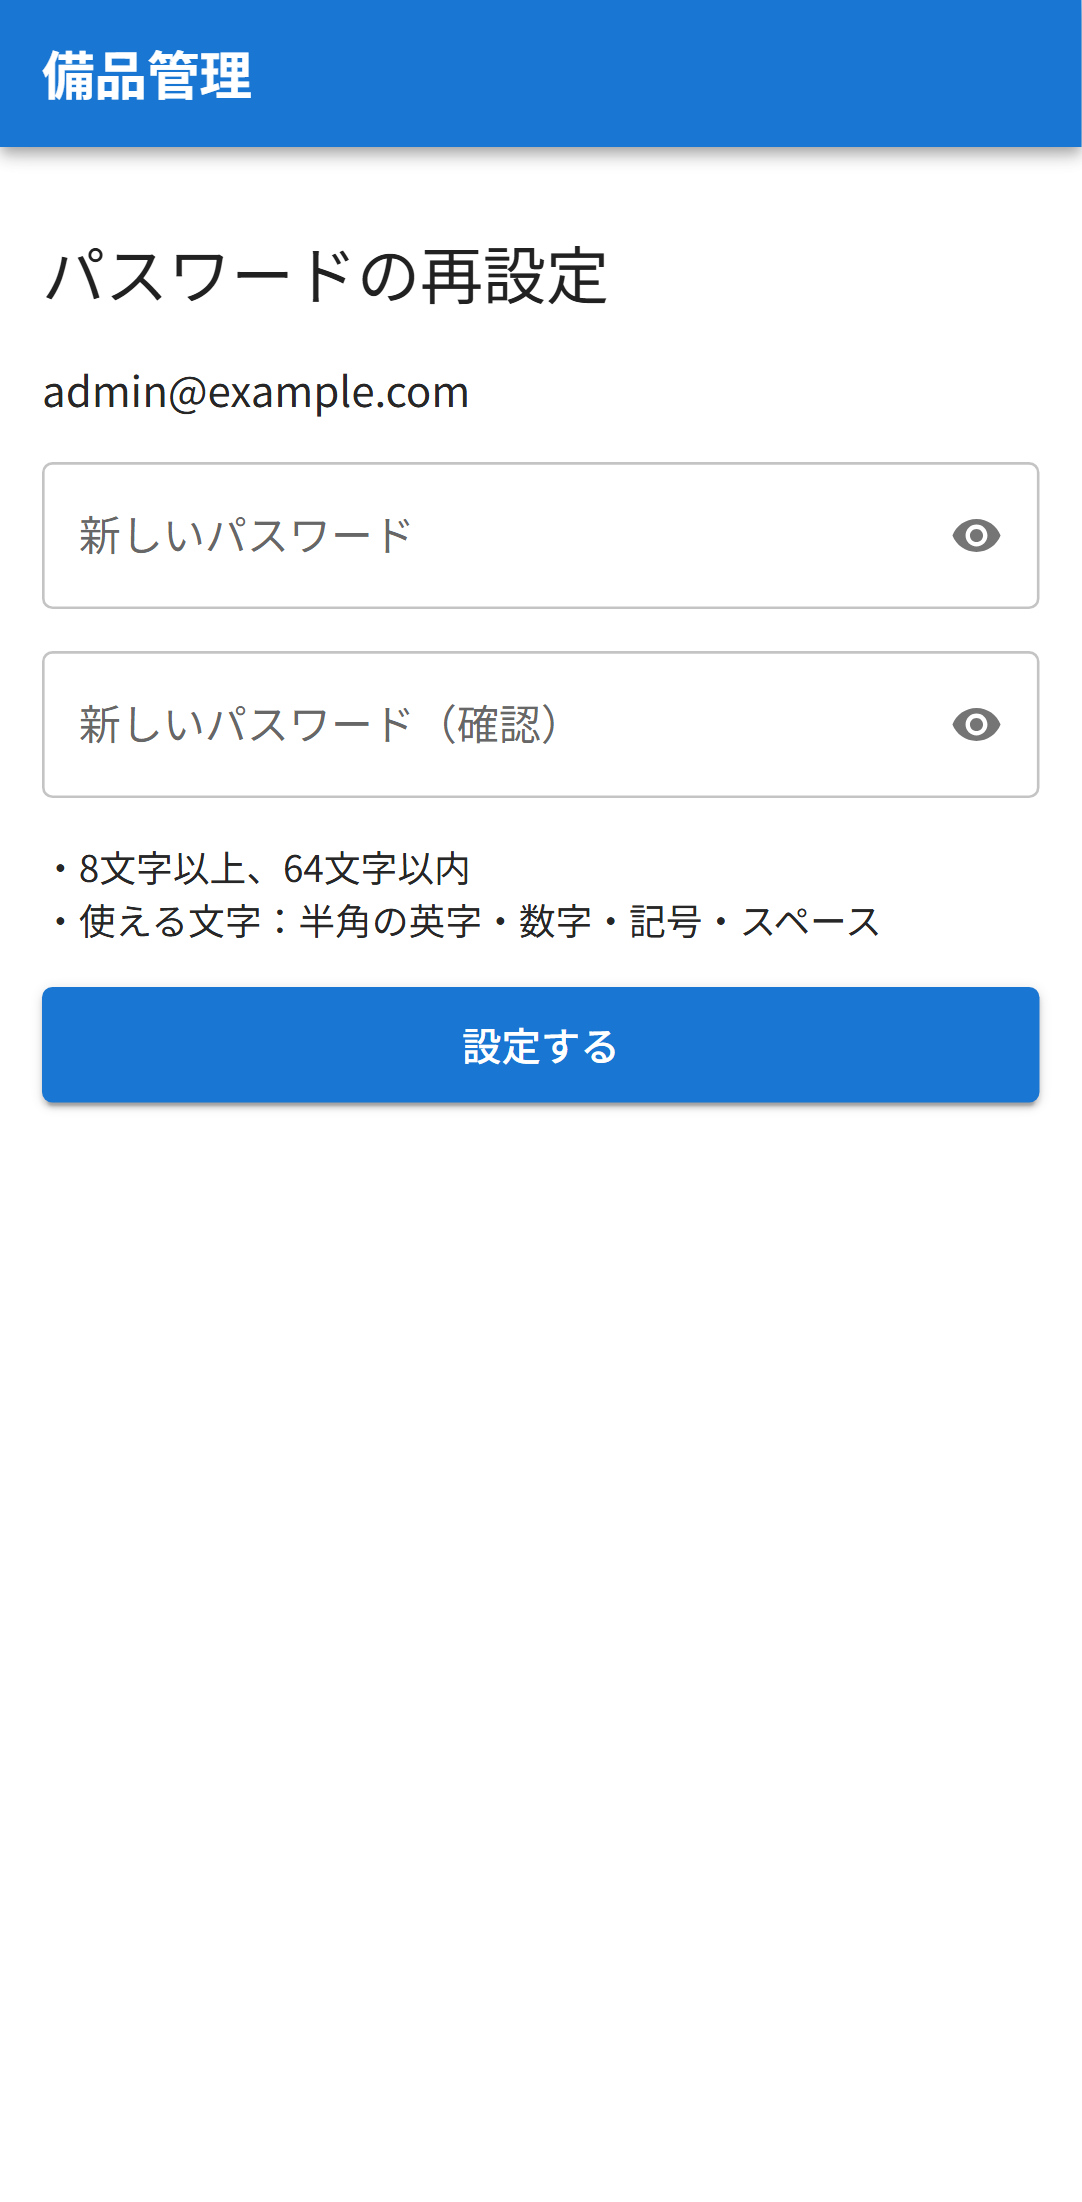 備品管理
パスワードの再設定
admin@example.com
新しいパスワード
新しいパスワード（確認）
・8文字以上、64文字以内
・使える文字：半角の英字・数字・記号・スペース
設定する